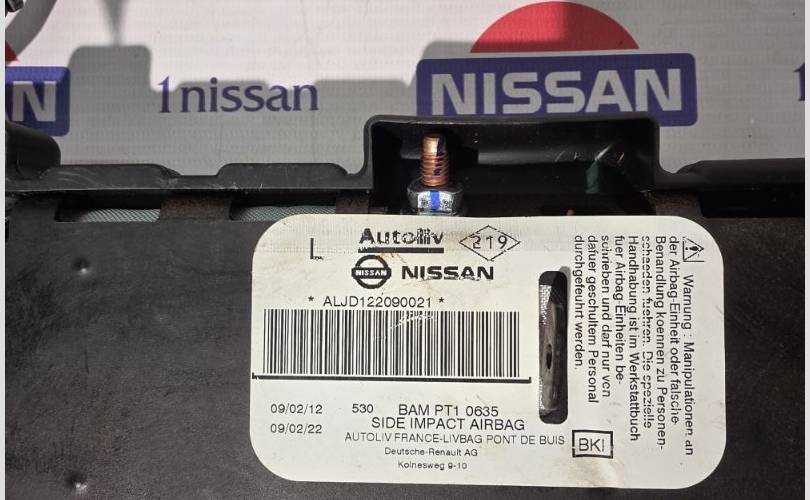 1nissan
NISSAN
L
Autoliv
219
NISSAN
NISSAN
* ALJD122090021 *
09/02/12 530 BAM PT1 0635
SIDE IMPACT AIRBAG
09/02/22
AUTOLIV FRANCE-LIVBAG PONT DE BUIS
Deutsche-Renault AG
Kolnesweg 9-10
BKI
Warnung : Manipulationen an
der Airbag-Einheit oder falsche
Benandlung koennen zu Personen-
schaeden fuehren. Die spezielle
Handhabung ist im Werkstattbuch
fuer Airbag-Einheiten be-
schrieben und darf nur von
dafuer geschultem Personal
durchgefeuhrt werden.